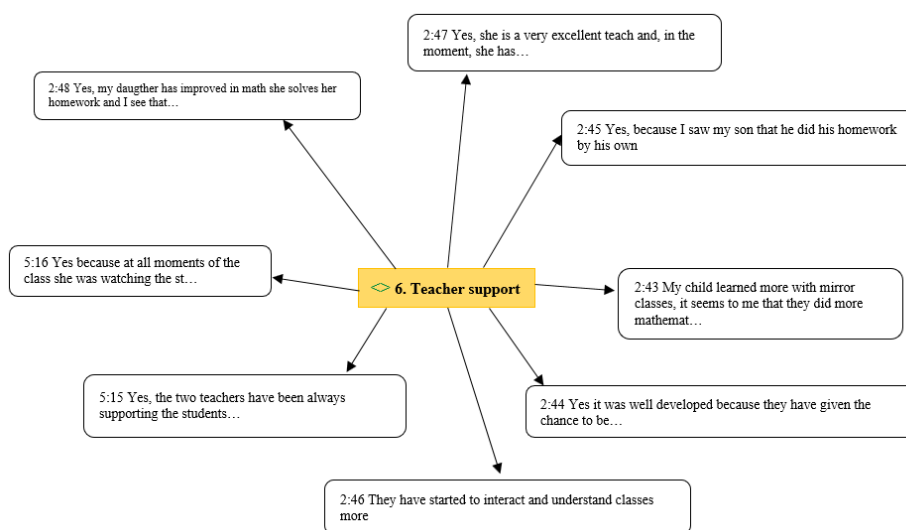 2:47 Yes, she is a very excellent teach and, in the
moment, she has…
2:48 Yes, my daugther has improved in math she solves her
homework and I see that…
2:45 Yes, because I saw my son that he did his homework
by his own
5:16 Yes because at all moments of the
class she was watching the st…
<> 6. Teacher support
2:43 My child learned more with mirror
classes, it seems to me that they did more
mathemat…
5:15 Yes, the two teachers have been always
supporting the students…
2:44 Yes it was well developed because they have given the
chance to be…
2:46 They have started to interact and understand classes
more